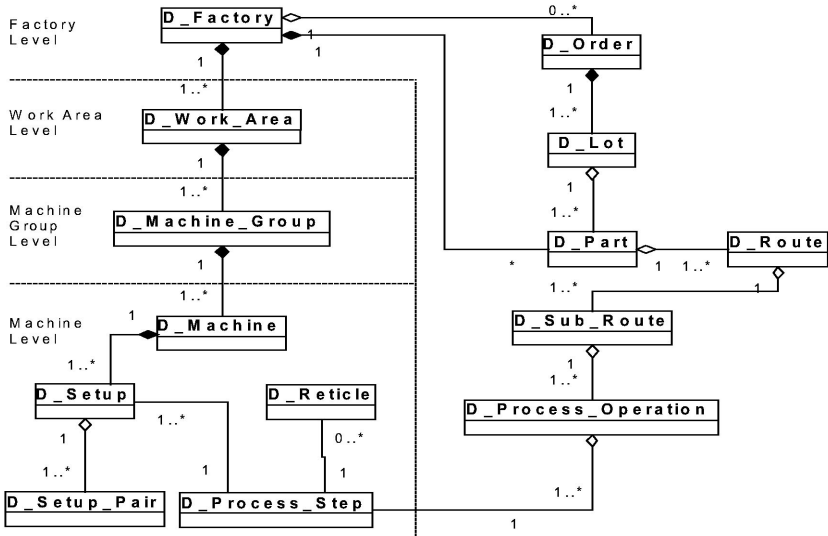 Factory
Level
D_Factory
0..*
D_Order
1
1
1
1
1..*
1..*
Work Area
Level
D_Work_Area
D_Lot
1
1
1..*
1..*
Machine
Group
Level
D_Machine_Group
D_Part
D_Route
*
1
1..*
1
1..*
1..*
1
Machine
Level
1
D_Machine
D_Sub_Route
1..*
1
1..*
D_Setup
D_Reticle
D_Process_Operation
1..*
1
0..*
1..*
1
1
1..*
D_Setup_Pair
D_Process_Step
1